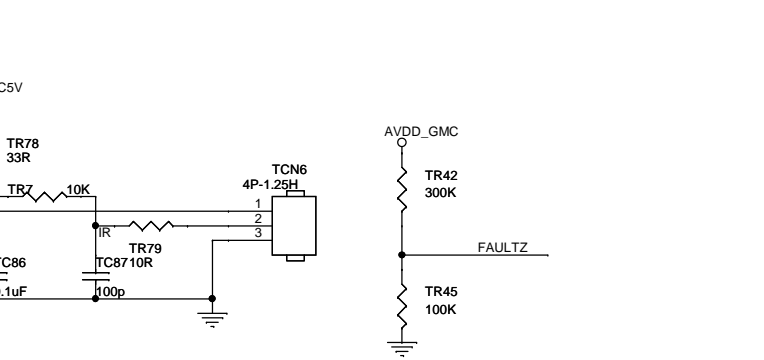 C5V
AVDD_GMC
TR78
33R
TCN6
4P-1.25H
TR42
300K
TR7
10K
1
2
3
IR
TR79
10R
FAULTZ
TC86
.1uF
TC87
100p
TR45
100K